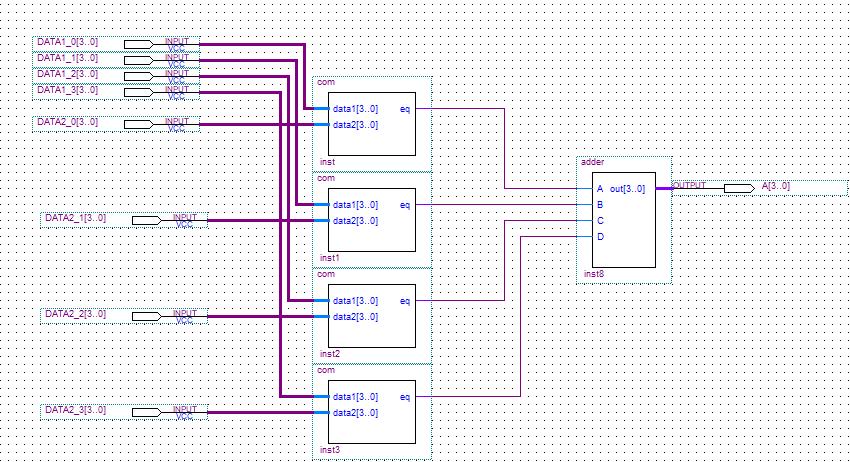 DATA1_0[3..0] INPUT VCC
DATA1_1[3..0] INPUT VCC
DATA1_2[3..0] INPUT VCC
DATA1_3[3..0] INPUT VCC
DATA2_0[3..0] INPUT VCC
com
data1[3..0] eq
data2[3..0]
inst
com
data1[3..0] eq
data2[3..0]
inst1
DATA2_1[3..0] INPUT VCC
com
data1[3..0] eq
data2[3..0]
inst2
DATA2_2[3..0] INPUT VCC
com
data1[3..0] eq
data2[3..0]
inst3
DATA2_3[3..0] INPUT VCC
adder
A out[3..0]
B
C
D
inst8
OUTPUT A[3..0]